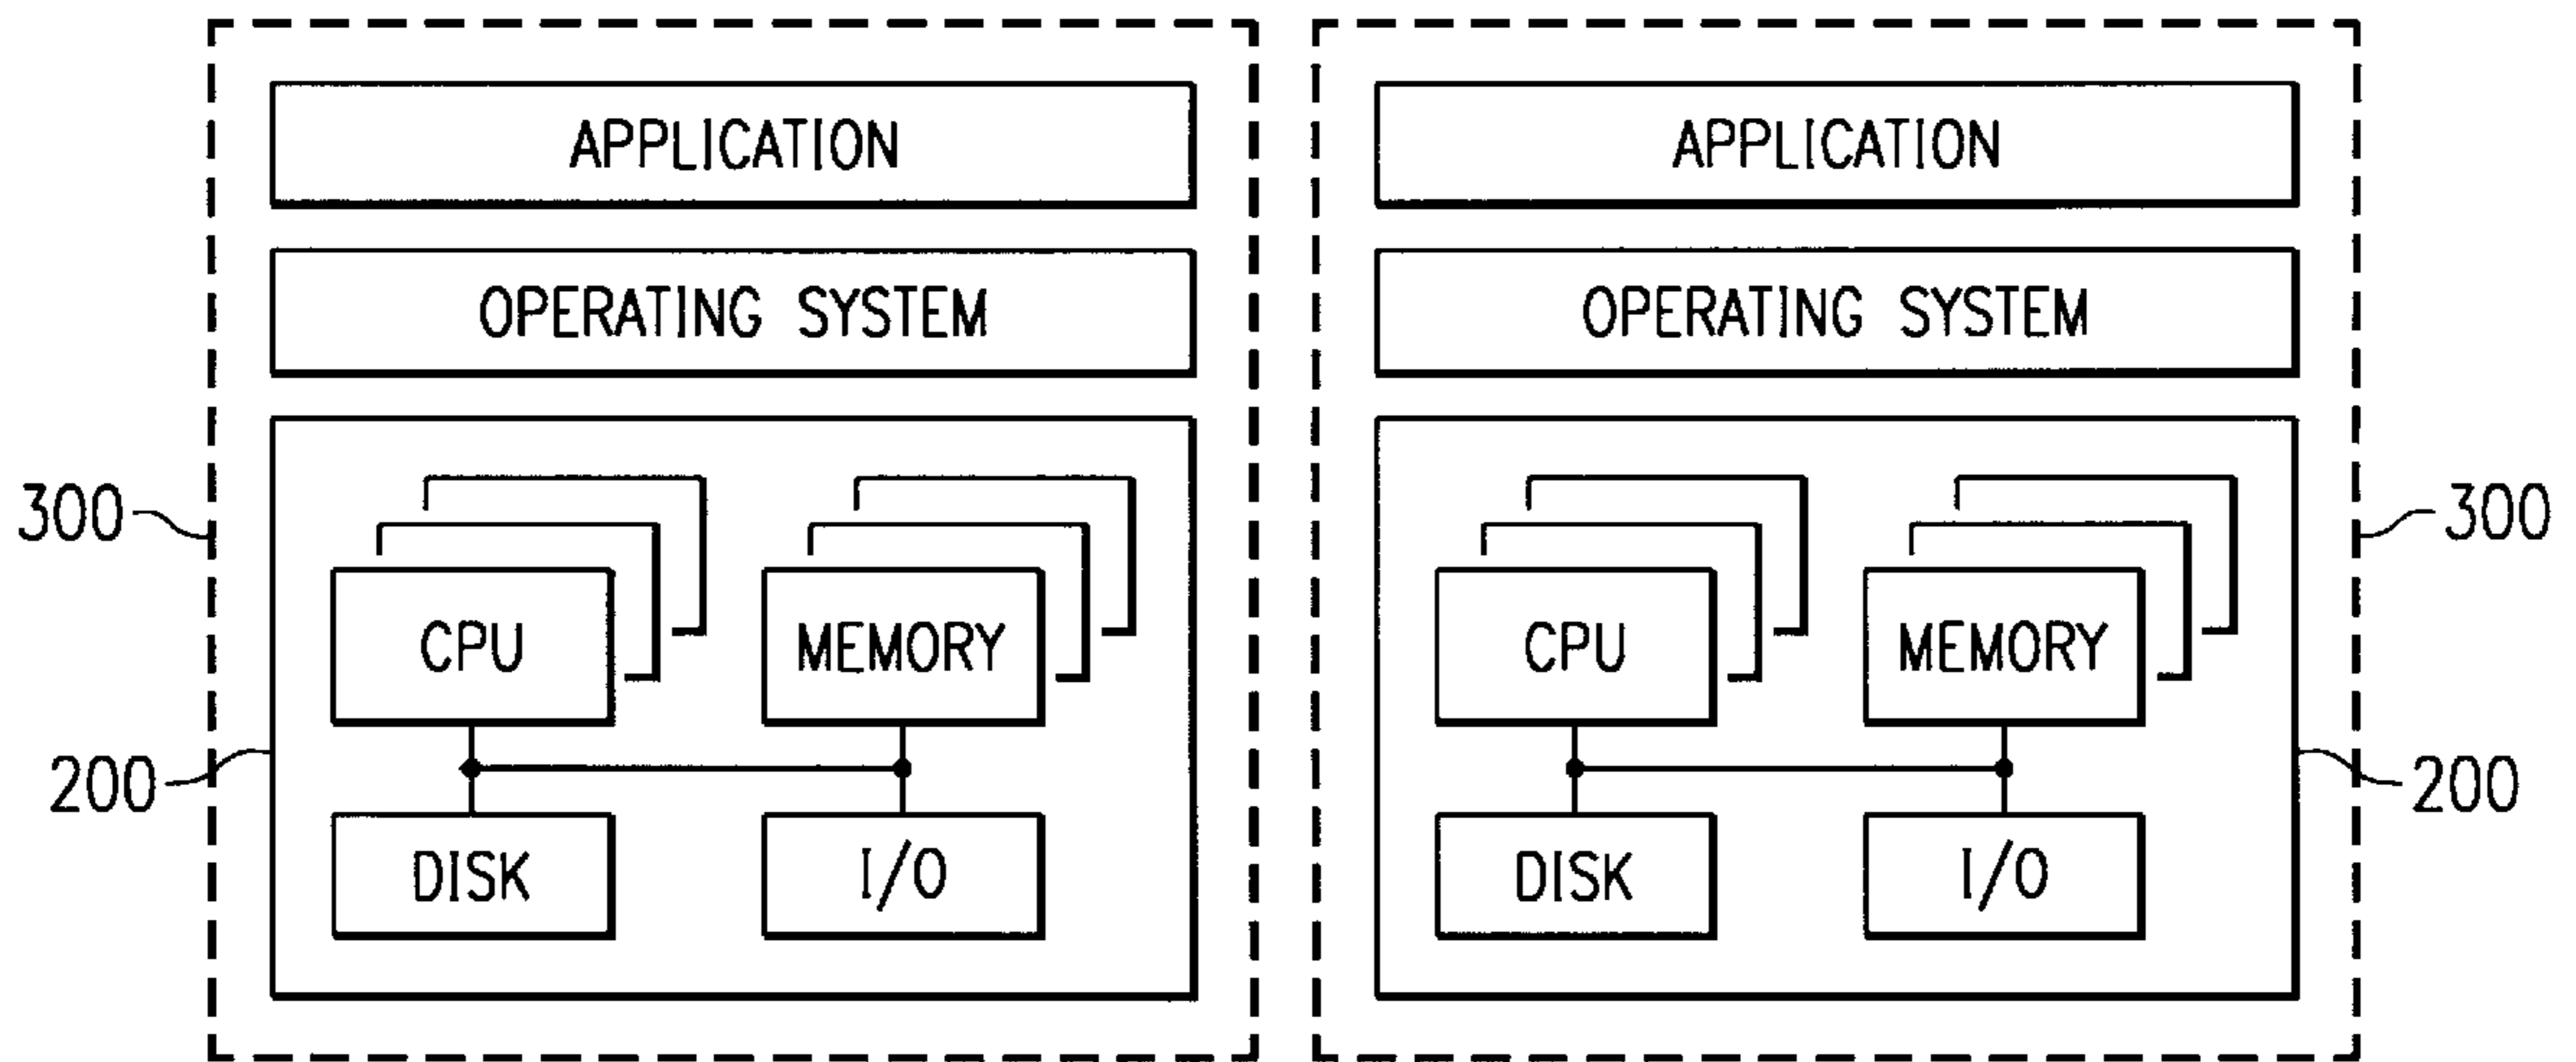 APPLICATION
APPLICATION
OPERATING SYSTEM
OPERATING SYSTEM
300
300
CPU
MEMORY
CPU
MEMORY
200
200
DISK
I/O
DISK
I/O